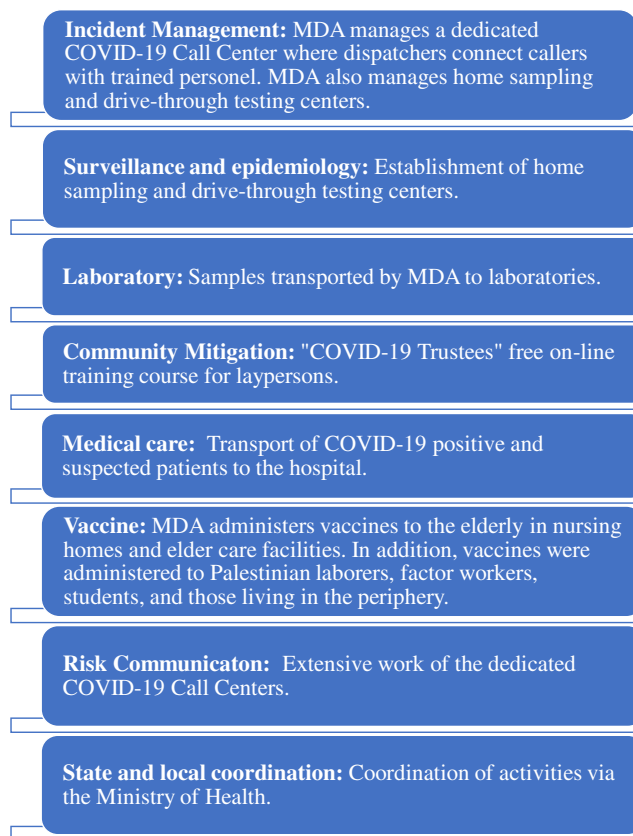 Incident Management: MDA manages a dedicated
COVID-19 Call Center where dispatchers connect callers
with trained personel. MDA also manages home sampling
and drive-through testing centers.
Surveillance and epidemiology: Establishment of home
sampling and drive-through testing centers.
Laboratory: Samples transported by MDA to laboratories.
Community Mitigation: "COVID-19 Trustees" free on-line
training course for laypersons.
Medical care: Transport of COVID-19 positive and
suspected patients to the hospital.
Vaccine: MDA administers vaccines to the elderly in nursing
homes and elder care facilities. In addition, vaccines were
administered to Palestinian laborers, factor workers,
students, and those living in the periphery.
Risk Communicaton: Extensive work of the dedicated
COVID-19 Call Centers.
State and local coordination: Coordination of activities via
the Ministry of Health.